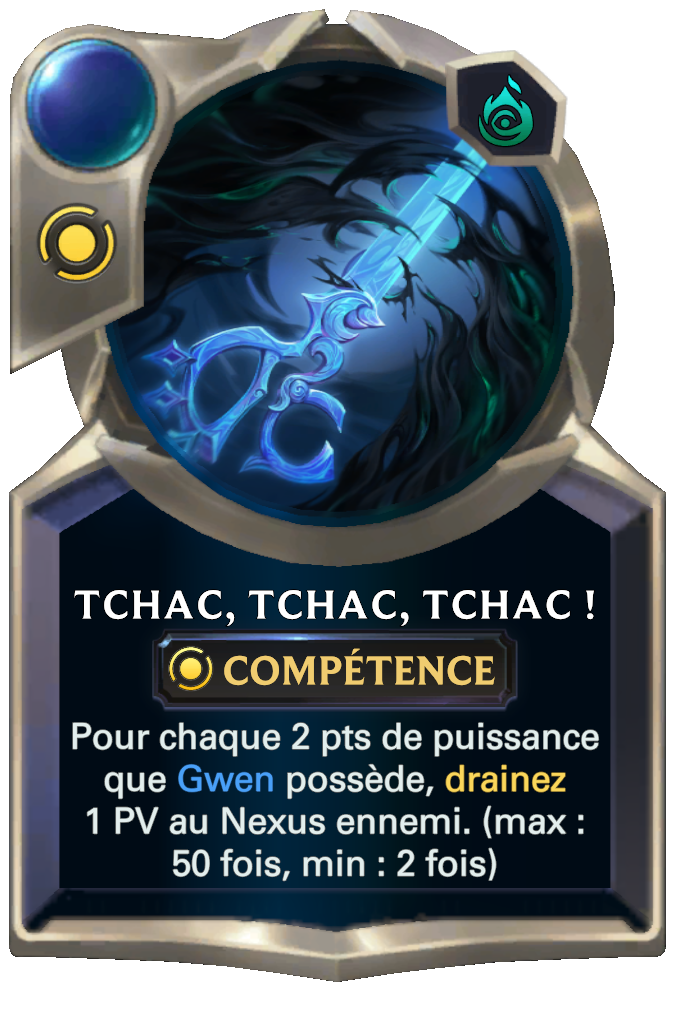 TCHAC, TCHAC, TCHAC !
COMPÉTENCE
Pour chaque 2 pts de puissance
que Gwen possède, drainez
1 PV au Nexus ennemi. (max :
50 fois, min : 2 fois)